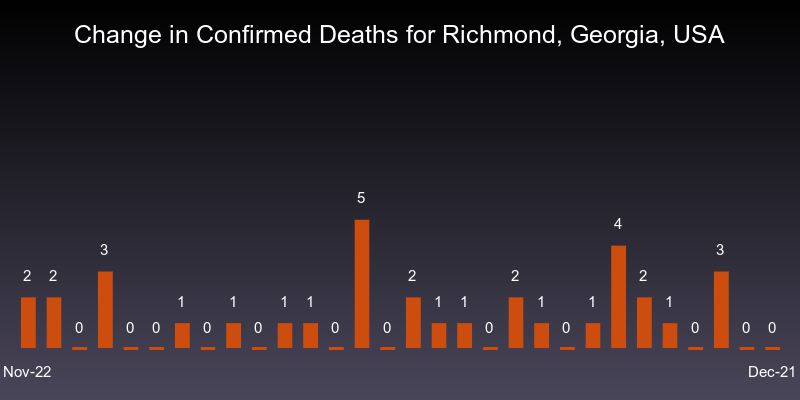 Change in Confirmed Deaths for Richmond, Georgia, USA
2 2 0 3 0 0 1 0 1 0 1 1 0 5 0 2 1 1 0 2 1 0 1 4 2 1 0 3 0 0
Nov-22 Dec-21